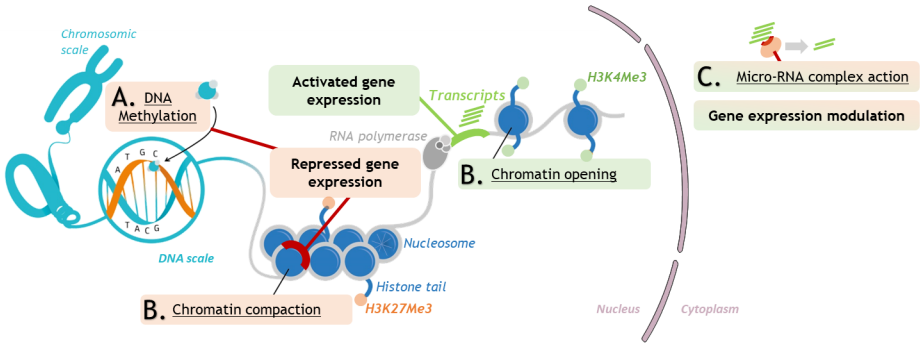 Chromosomic
scale
A. DNA
Methylation
Activated gene
expression
Transcripts
H3K4Me3
C. Micro-RNA complex action
Gene expression modulation
RNA polymerase
Repressed gene
expression
B. Chromatin opening
A T G C
T A C G
DNA scale
Nucleosome
Histone tail
H3K27Me3
B. Chromatin compaction
Nucleus
Cytoplasm